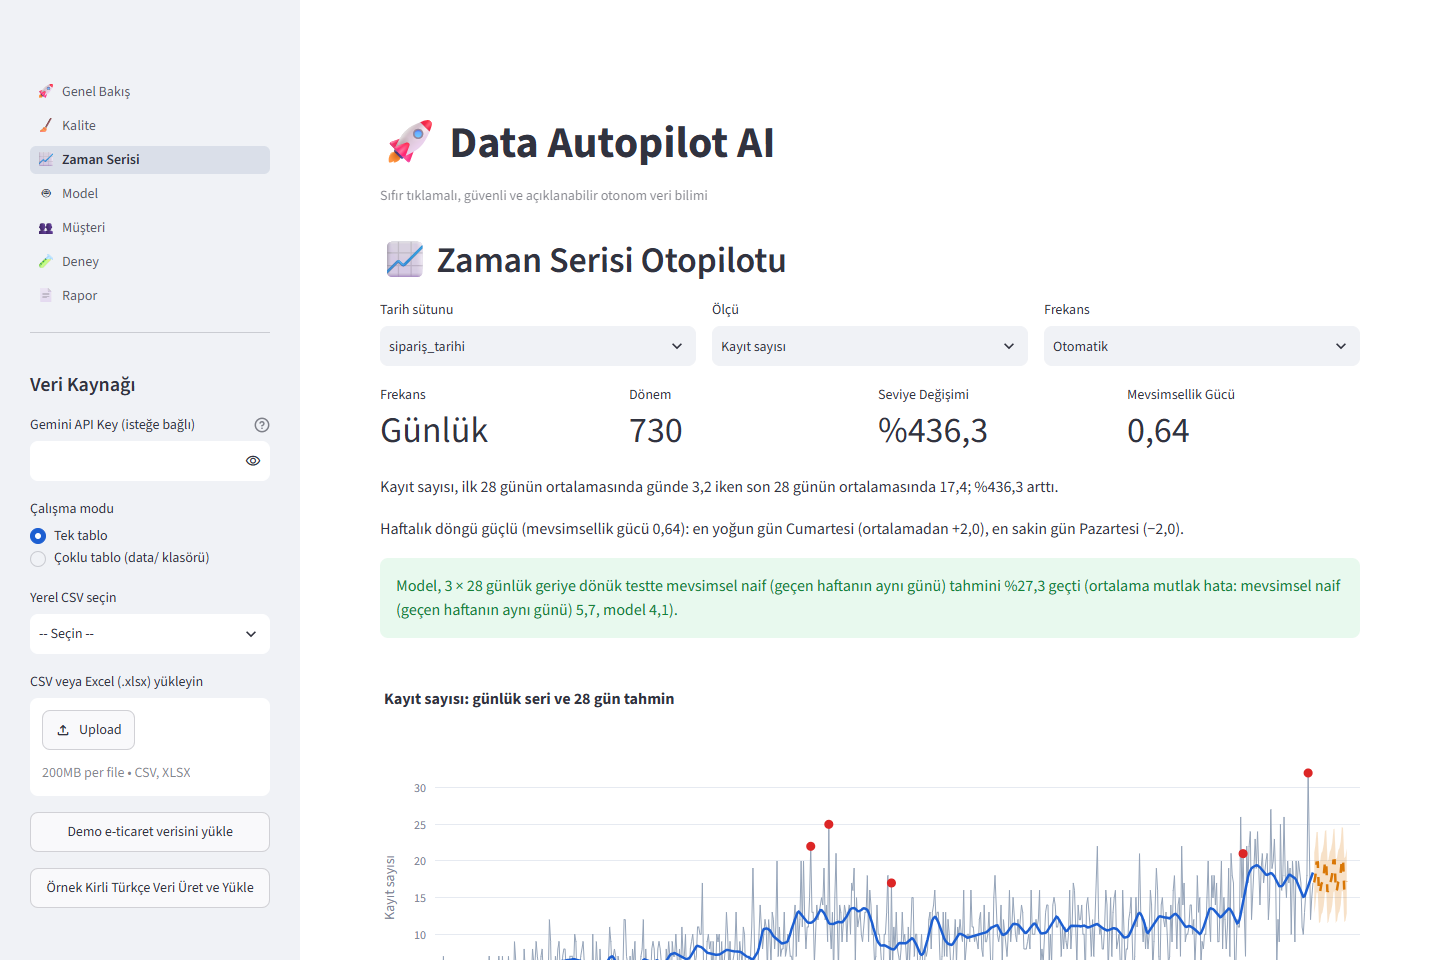 Genel Bakış
Kalite
Zaman Serisi
Model
Müşteri
Deney
Rapor
Veri Kaynağı
Gemini API Key (isteğe bağlı)
Çalışma modu
Tek tablo
Çoklu tablo (data/ klasörü)
Yerel CSV seçin
-- Seçin --
CSV veya Excel (.xlsx) yükleyin
Upload
200MB per file • CSV, XLSX
Demo e-ticaret verisini yükle
Örnek Kirli Türkçe Veri Üret ve Yükle
Data Autopilot AI
Sıfır tıklamalı, güvenli ve açıklanabilir otonom veri bilimi
Zaman Serisi Otopilotu
Tarih sütunu
Ölçü
Frekans
sipariş_tarihi
Kayıt sayısı
Otomatik
Frekans
Dönem
Seviye Değişimi
Mevsimsellik Gücü
Günlük
730
%436,3
0,64
Kayıt sayısı, ilk 28 günün ortalamasında günde 3,2 iken son 28 günün ortalamasında 17,4; %436,3 arttı.
Haftalık döngü güçlü (mevsimsellik gücü 0,64): en yoğun gün Cumartesi (ortalamadan +2,0), en sakin gün Pazartesi (−2,0).
Model, 3 × 28 günlük geriye dönük testte mevsimsel naif (geçen haftanın aynı günü) tahmini %27,3 geçti (ortalama mutlak hata: mevsimsel naif
(geçen haftanın aynı günü) 5,7, model 4,1).
Kayıt sayısı: günlük seri ve 28 gün tahmin
30
25
20
15
10
Kayıt sayısı